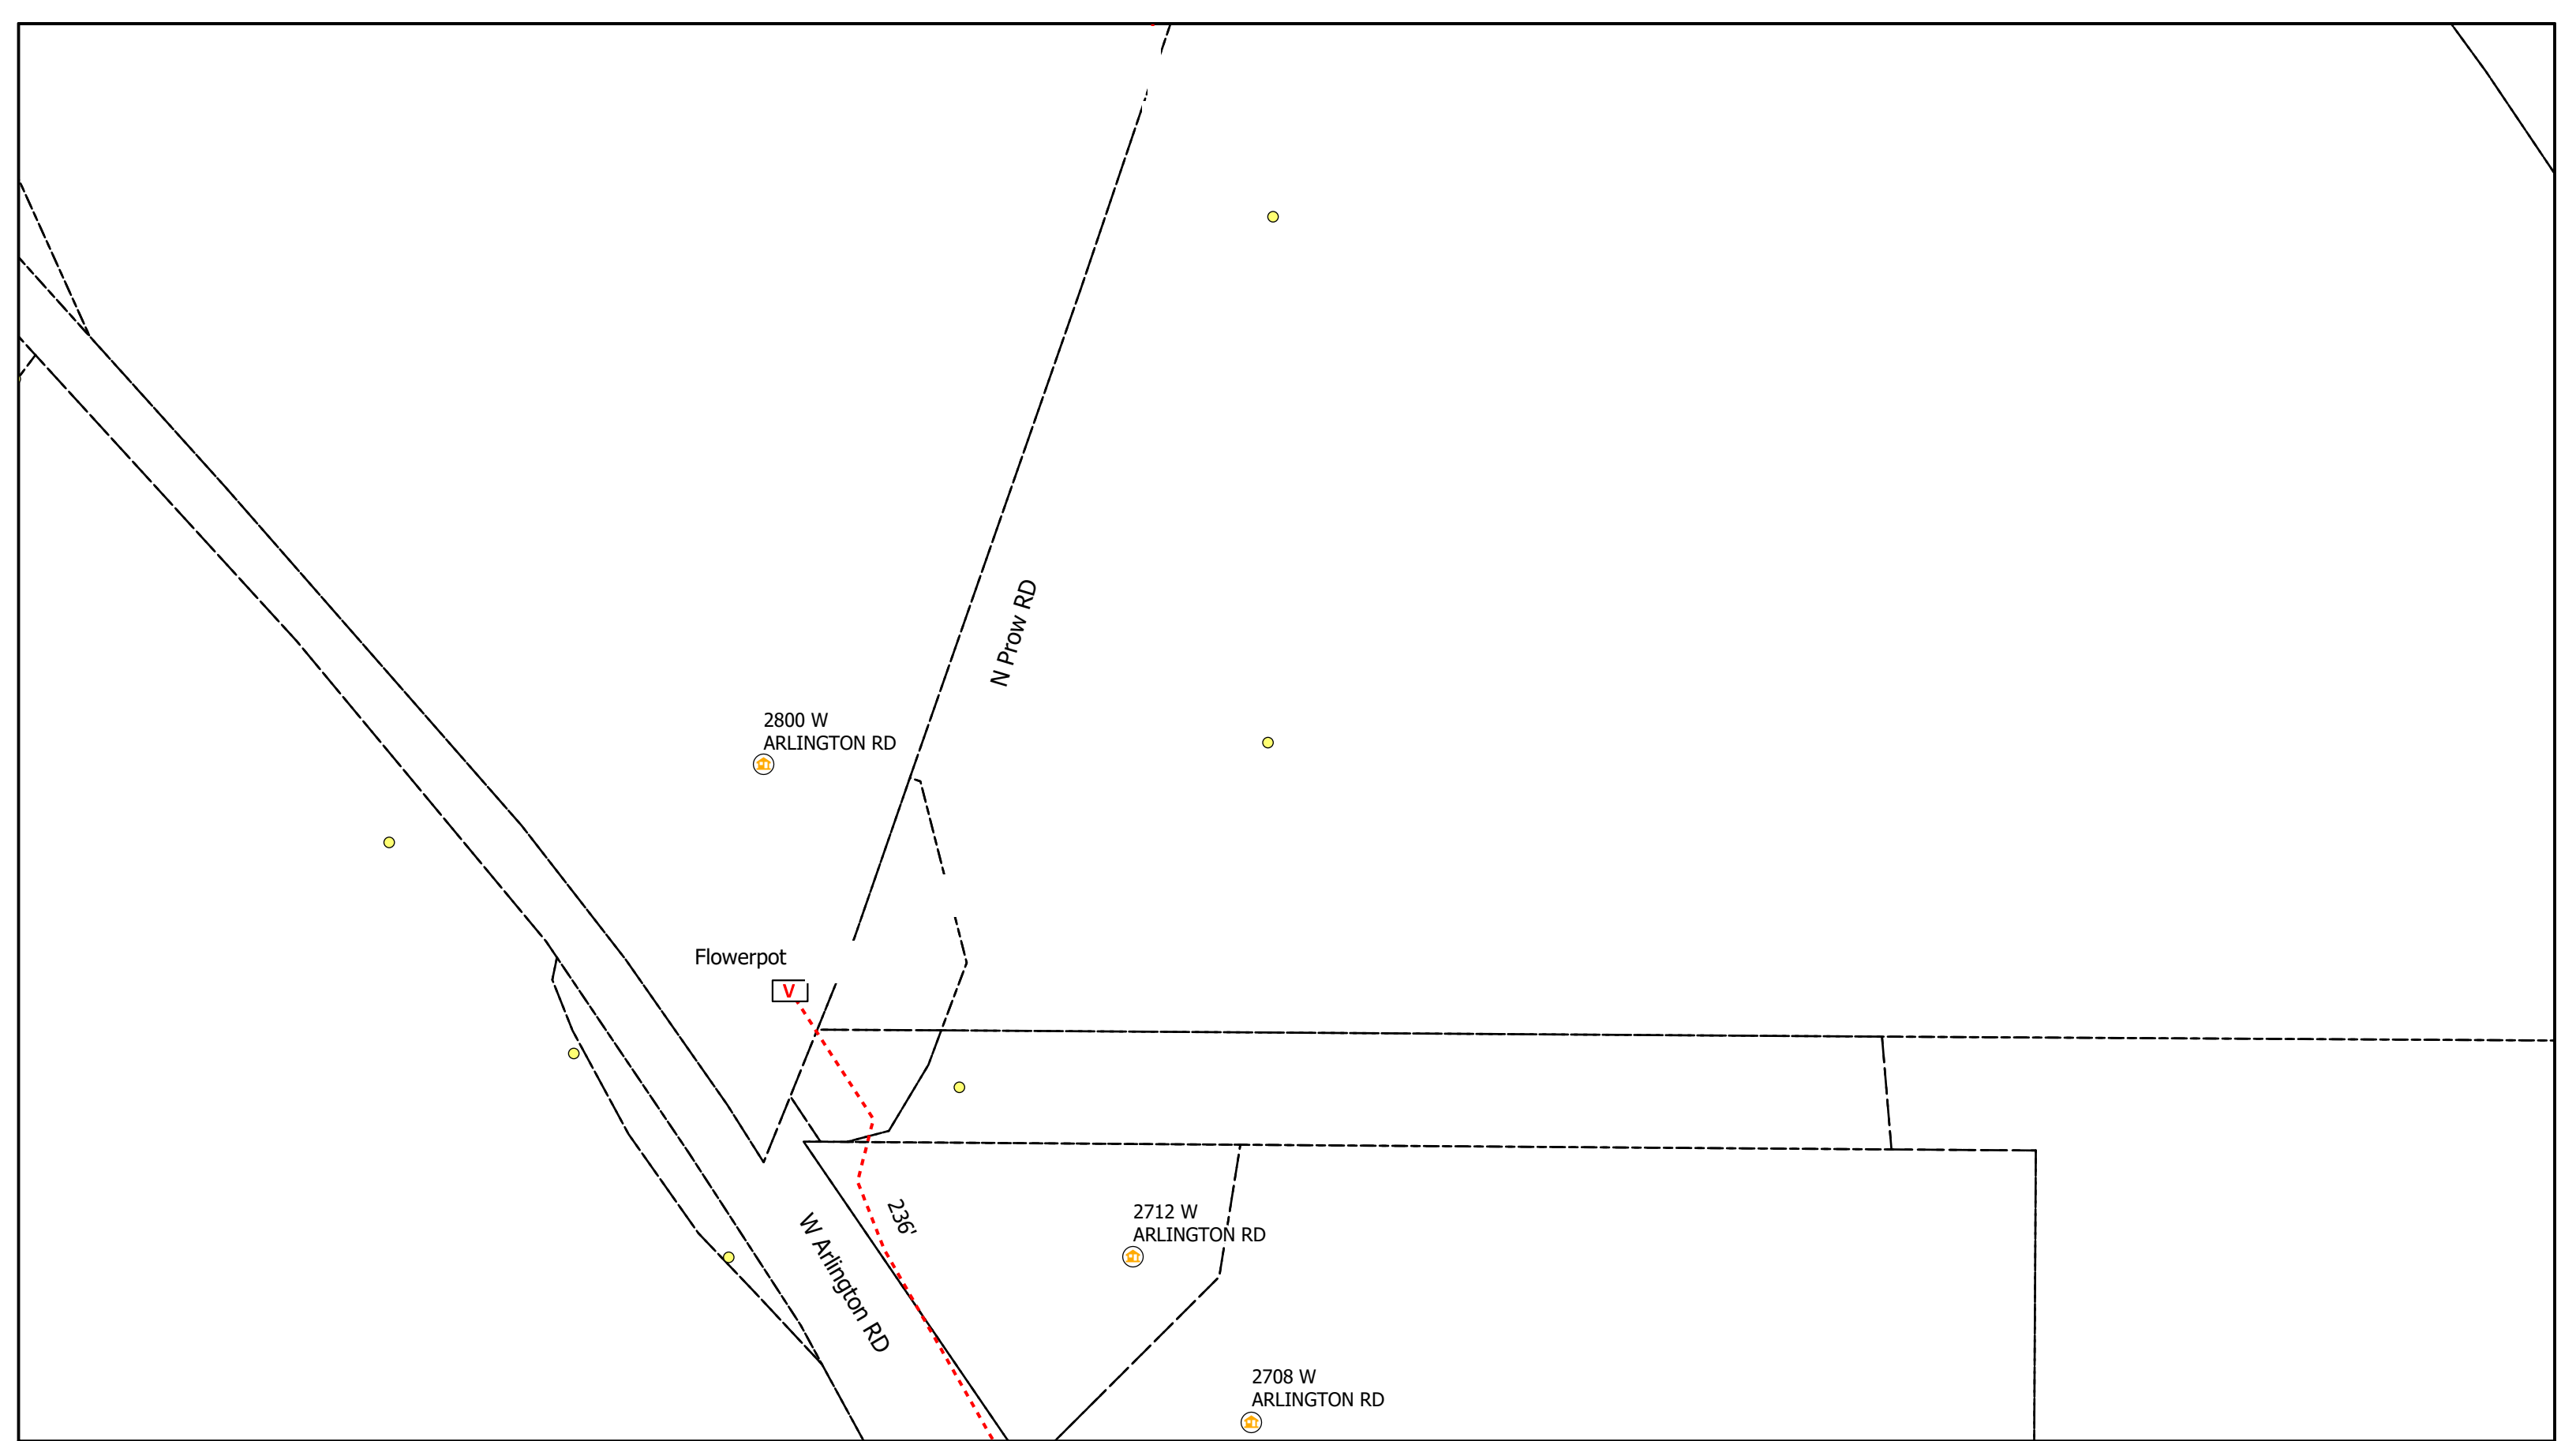 N Prow RD
2800 W
ARLINGTON RD
Flowerpot
V
236'
W Arlington RD
2712 W
ARLINGTON RD
2708 W
ARLINGTON RD